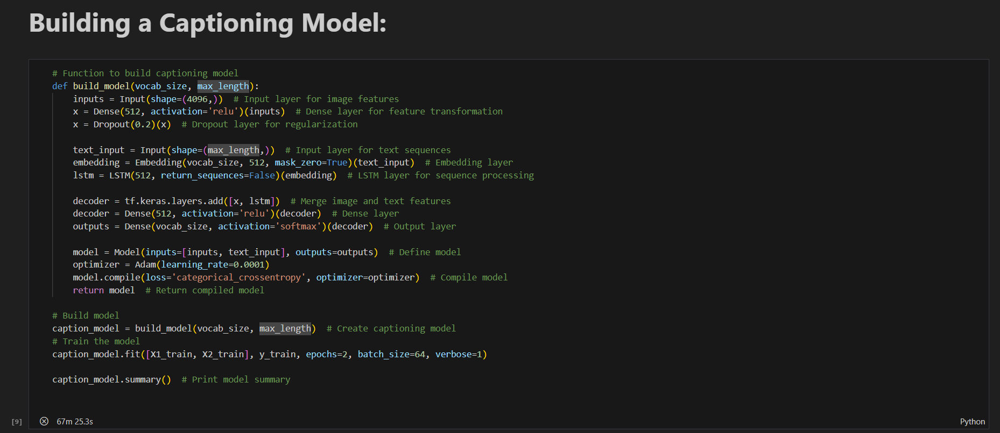 Building a Captioning Model:
# Function to build captioning model
def build_model(vocab_size, max_length):
    inputs = Input(shape=(4096,))  # Input layer for image features
    x = Dense(512, activation='relu')(inputs)  # Dense layer for feature transformation
    x = Dropout(0.2)(x)  # Dropout layer for regularization

    text_input = Input(shape=(max_length,))  # Input layer for text sequences
    embedding = Embedding(vocab_size, 512, mask_zero=True)(text_input)  # Embedding layer
    lstm = LSTM(512, return_sequences=False)(embedding)  # LSTM layer for sequence processing

    decoder = tf.keras.layers.add([x, lstm])  # Merge image and text features
    decoder = Dense(512, activation='relu')(decoder)  # Dense layer
    outputs = Dense(vocab_size, activation='softmax')(decoder)  # Output layer

    model = Model(inputs=[inputs, text_input], outputs=outputs)  # Define model
    optimizer = Adam(learning_rate=0.0001)
    model.compile(loss='categorical_crossentropy', optimizer=optimizer)  # Compile model
    return model  # Return compiled model

# Build model
caption_model = build_model(vocab_size, max_length)  # Create captioning model
# Train the model
caption_model.fit([X1_train, X2_train], y_train, epochs=2, batch_size=64, verbose=1)

caption_model.summary()  # Print model summary
[9] 67m 25.3s Python